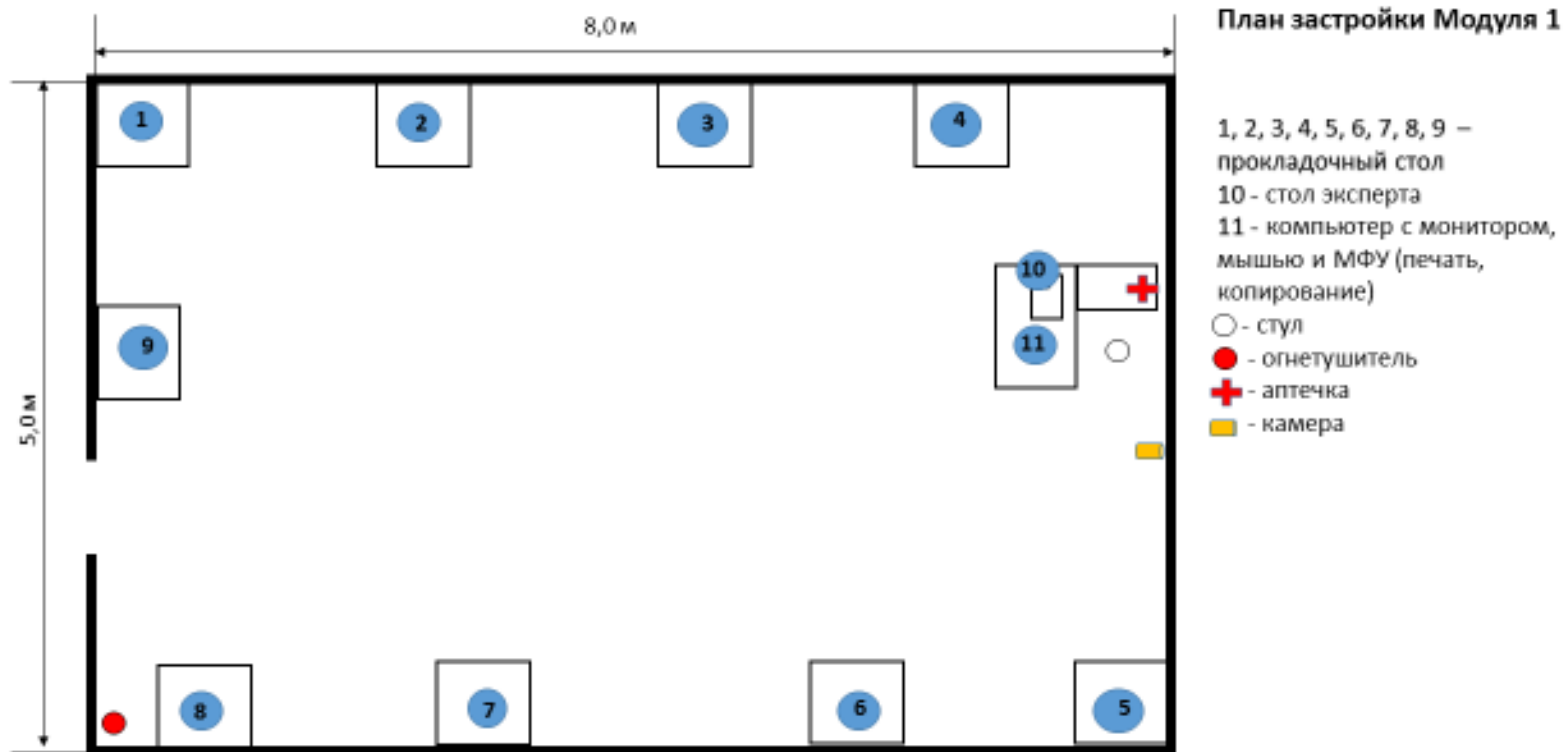 8,0 м
План застройки Модуля 1
1
2
3
4
1, 2, 3, 4, 5, 6, 7, 8, 9 –
прокладочный стол
10 - стол эксперта
11 - компьютер с монитором,
мышью и МФУ (печать,
копирование)
- стул
- огнетушитель
- аптечка
- камера
10
11
9
5,0 м
8
7
6
5